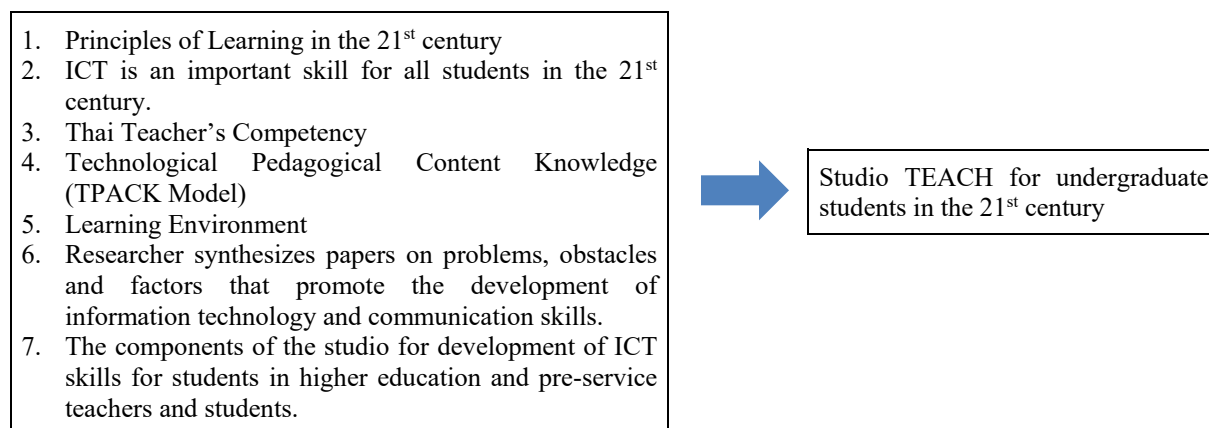 1. Principles of Learning in the 21st century
2. ICT is an important skill for all students in the 21st
century.
3. Thai Teacher’s Competency
4. Technological Pedagogical Content Knowledge
(TPACK Model)
5. Learning Environment
6. Researcher synthesizes papers on problems, obstacles
and factors that promote the development of
information technology and communication skills.
7. The components of the studio for development of ICT
skills for students in higher education and pre-service
teachers and students.
Studio TEACH for undergraduate
students in the 21st century